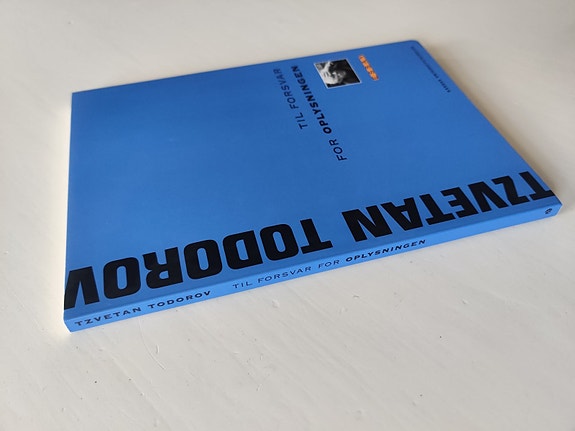 TZVETAN TODOROV
TIL FORSVAR
FOR OPLYSNINGEN
TZVETAN TODOROV TIL FORSVAR FOR OPLYSNINGEN